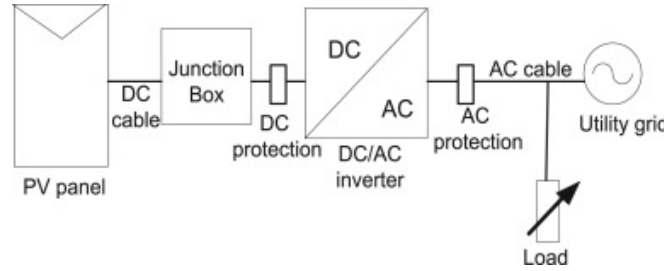 DC
AC
Junction
Box
DC
cable
DC
protection
DC/AC
inverter
AC cable
AC
protection
Utility grid
PV panel
Load